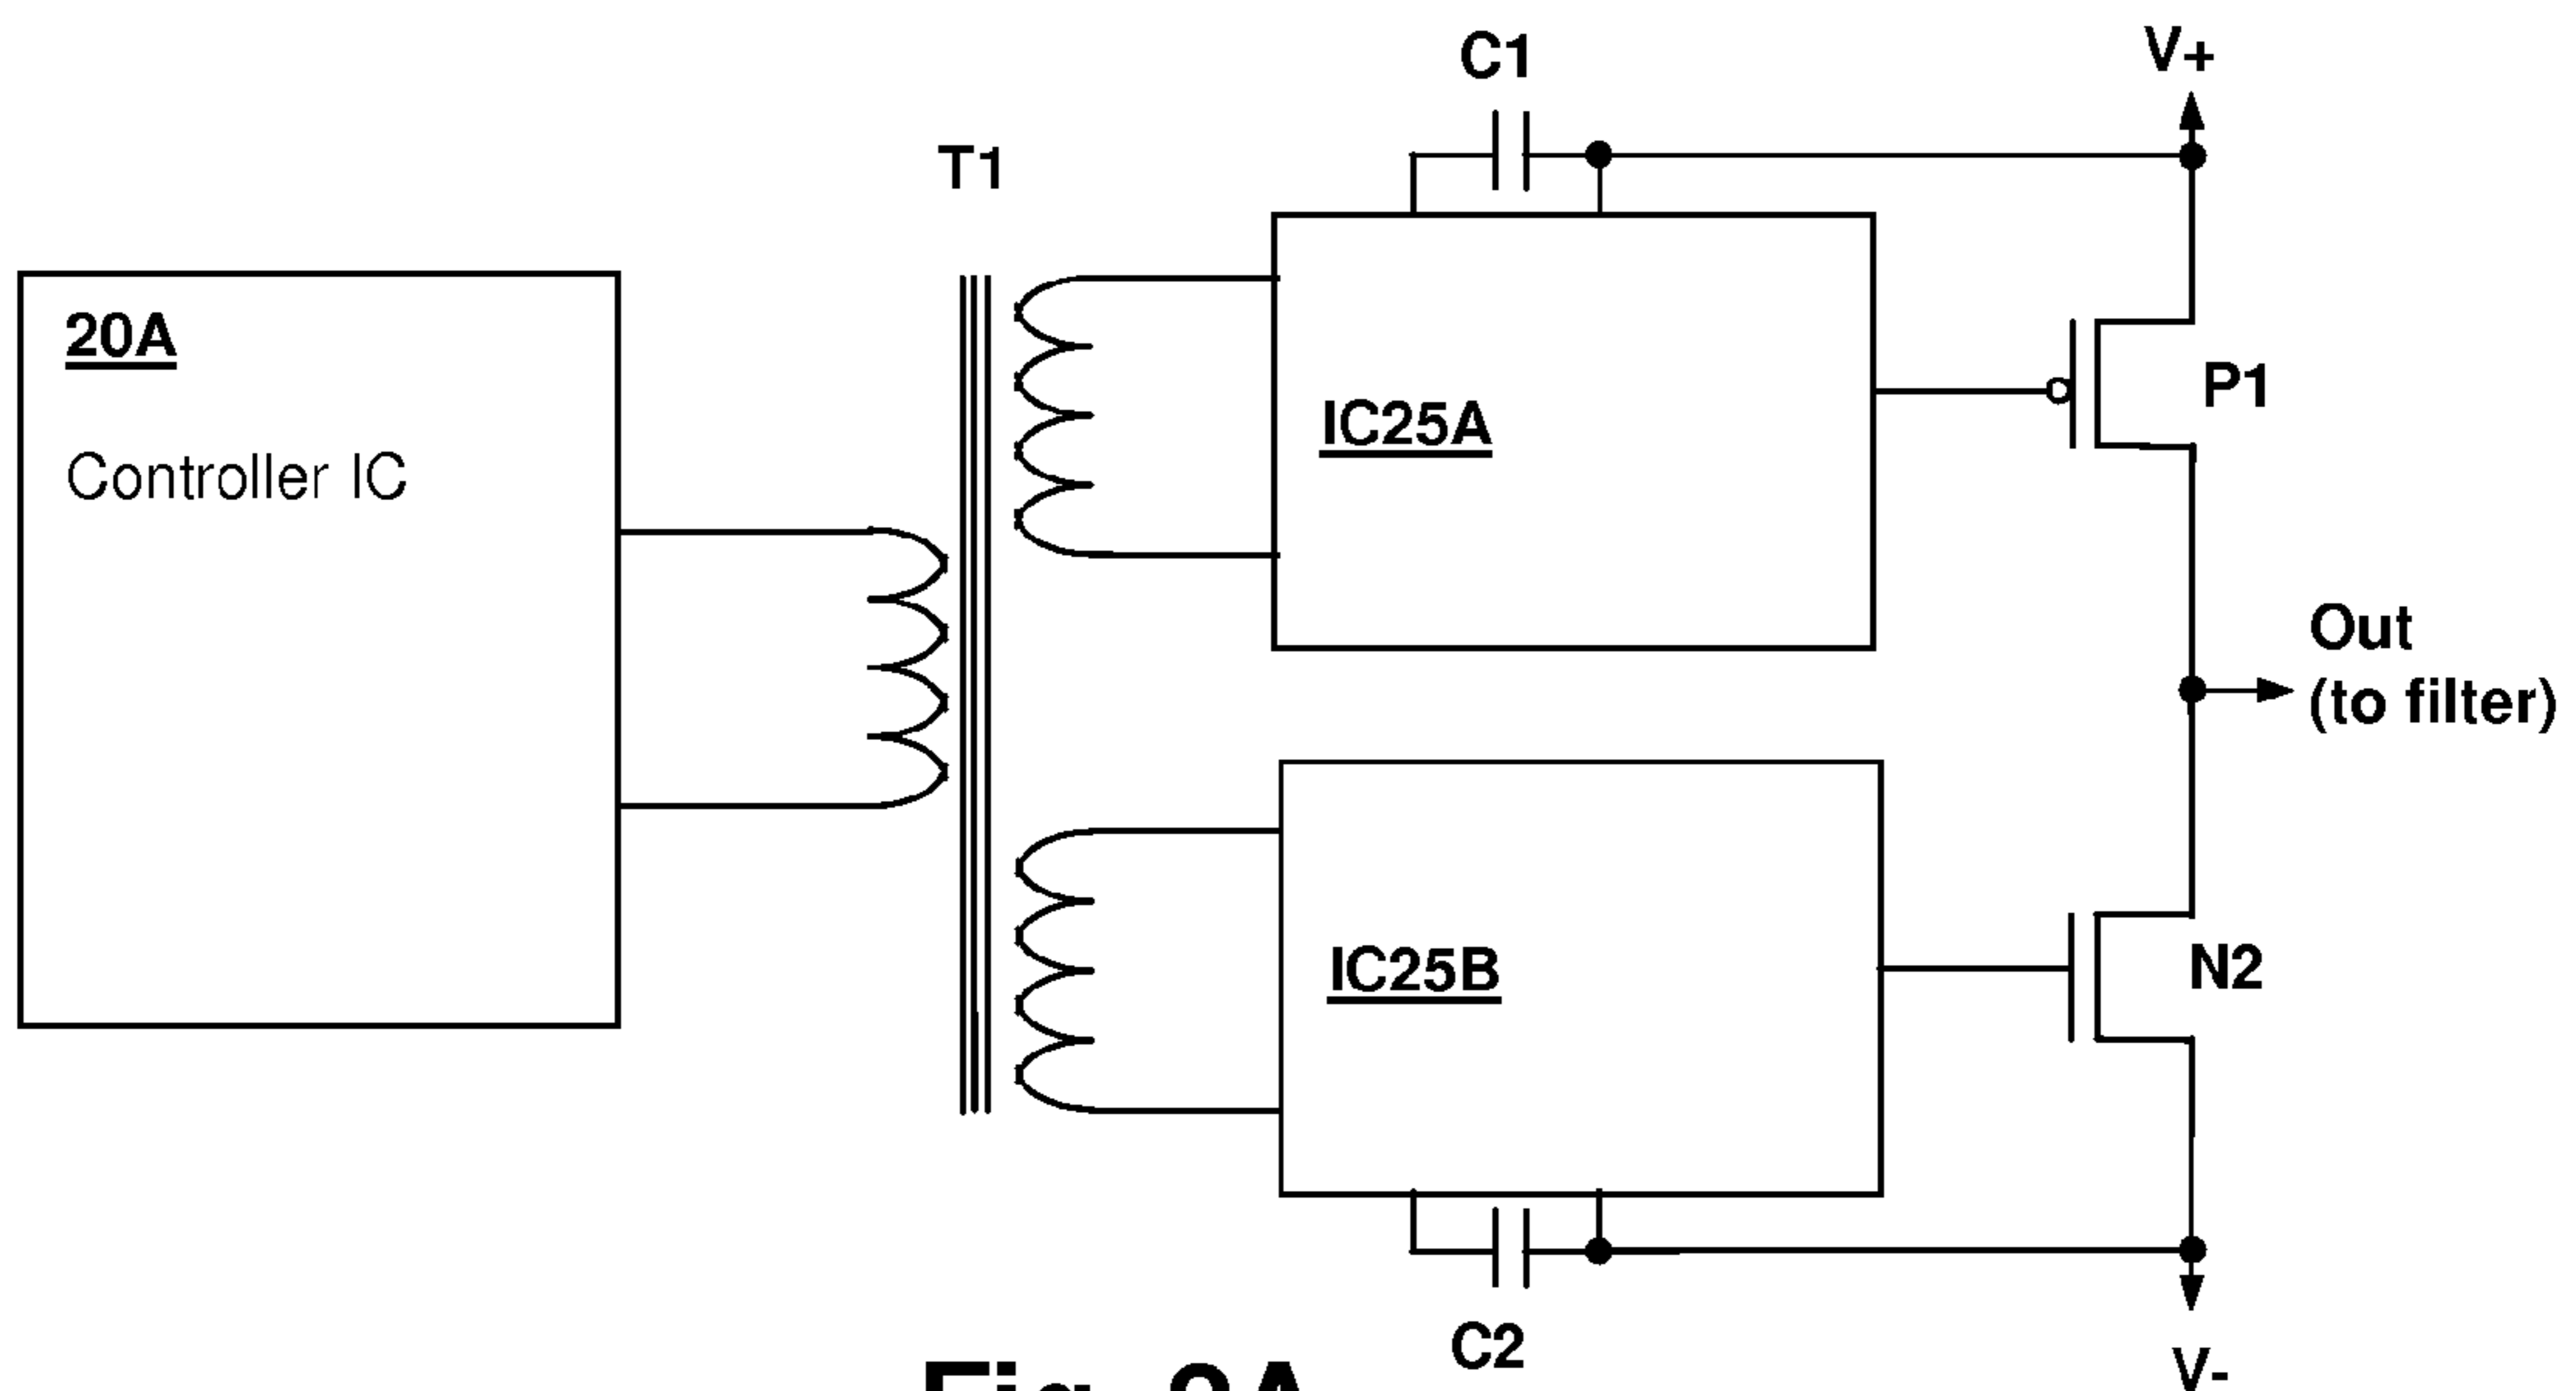 C1
V+
T1
20A
Controller IC
IC25A
P1
Out
(to filter)
IC25B
N2
C2
V-